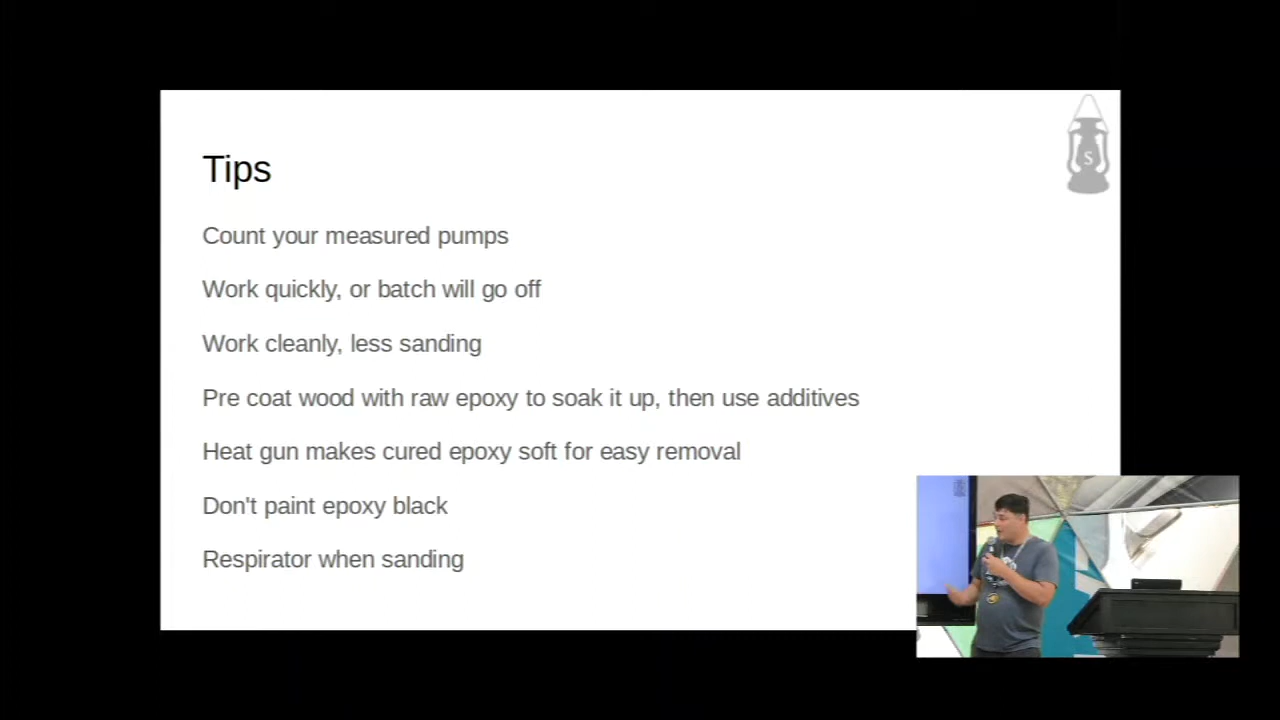 Tips
S
Count your measured pumps
Work quickly, or batch will go off
Work cleanly, less sanding
Pre coat wood with raw epoxy to soak it up, then use additives
Heat gun makes cured epoxy soft for easy removal
Don't paint epoxy black
Respirator when sanding